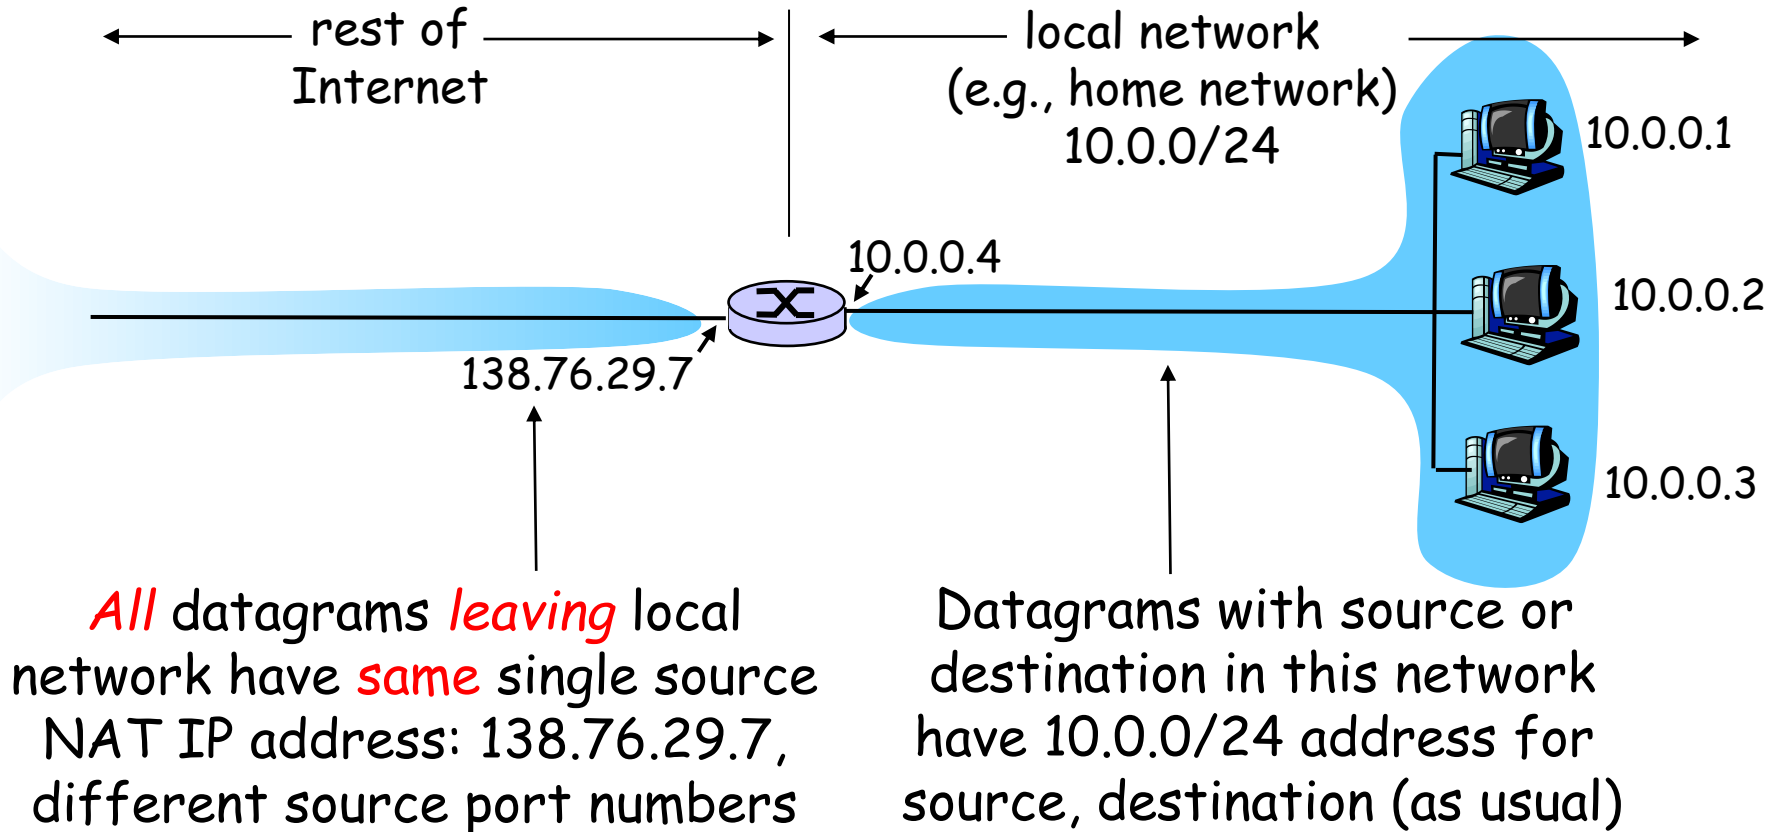 rest of
Internet
local network
(e.g., home network)
10.0.0/24
10.0.0.1
10.0.0.4
10.0.0.2
138.76.29.7
10.0.0.3
All datagrams leaving local
network have same single source
NAT IP address: 138.76.29.7,
different source port numbers
Datagrams with source or
destination in this network
have 10.0.0/24 address for
source, destination (as usual)